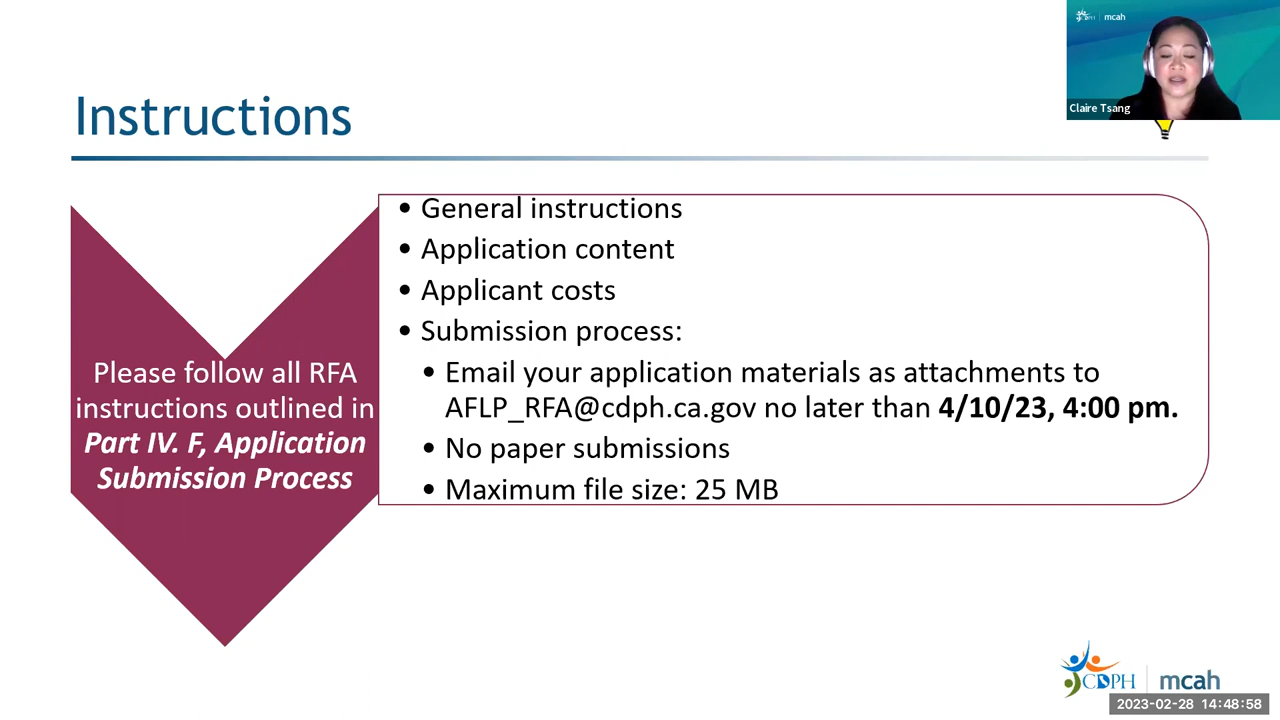 CDPH mcah
Claire Tsang
Instructions
Please follow all RFA
instructions outlined in
Part IV. F, Application
Submission Process
• General instructions
• Application content
• Applicant costs
• Submission process:
• Email your application materials as attachments to
AFLP_RFA@cdph.ca.gov no later than 4/10/23, 4:00 pm.
• No paper submissions
• Maximum file size: 25 MB
CDPH mcah
2023-02-28 14:48:58